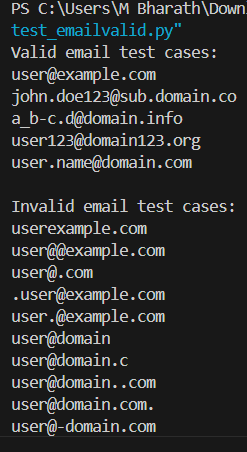 PS C:\Users\M Bharath\Down
test_emailvalid.py"
Valid email test cases:
user@example.com
john.doe123@sub.domain.co
a_b-c.d@domain.info
user123@domain123.org
user.name@domain.com

Invalid email test cases:
userexample.com
user@@example.com
user@.com
.user@example.com
user.@example.com
user@domain
user@domain.c
user@domain..com
user@domain.com.
user@-domain.com